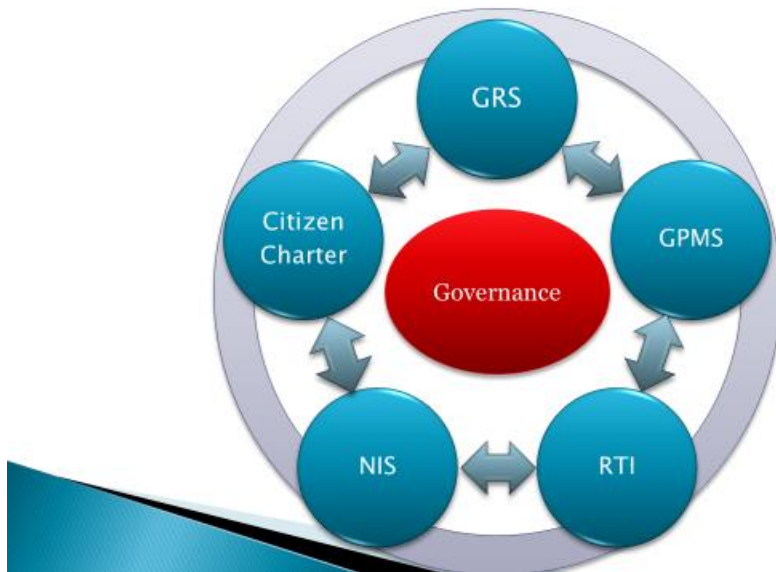 GRS
Citizen
Charter
GPMS
Governance
NIS
RTI